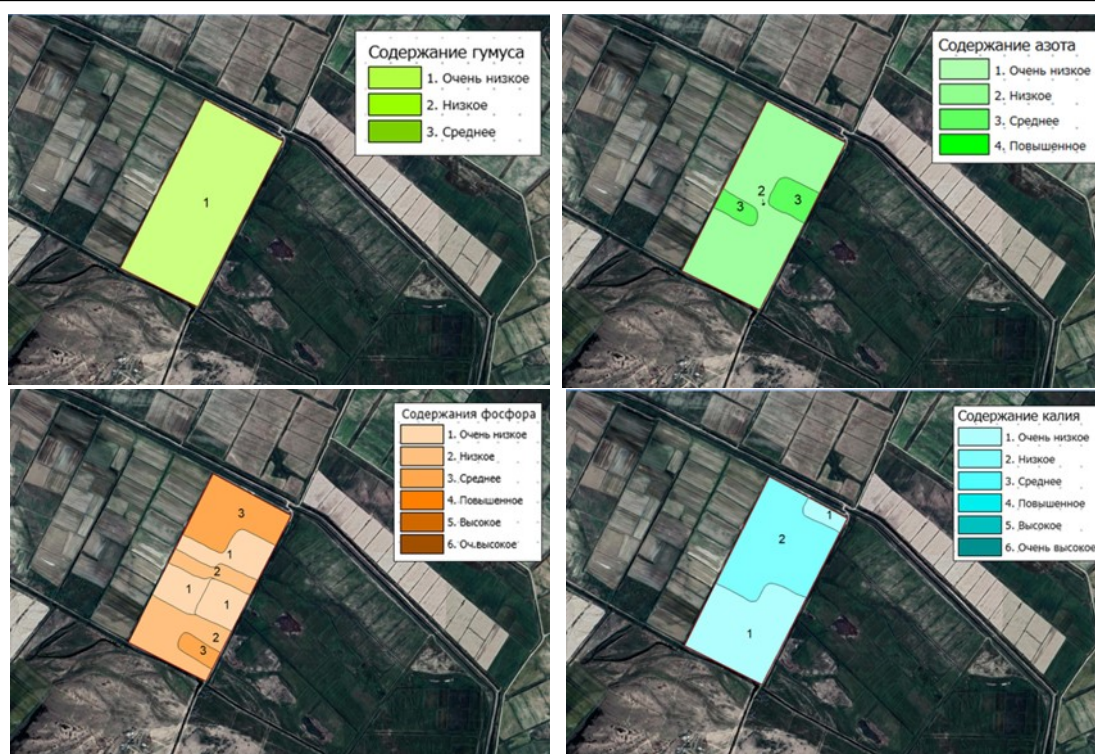 Содержание гумуса
1. Очень низкое
2. Низкое
3. Среднее
1
Содержание азота
1. Очень низкое
2. Низкое
3. Среднее
4. Повышенное
2
3
3
Содержания фосфора
1. Очень низкое
2. Низкое
3. Среднее
4. Повышенное
5. Высокое
6. Оч.высокое
3
1
2
1
1
2
3
Содержание калия
1. Очень низкое
2. Низкое
3. Среднее
4. Повышенное
5. Высокое
6. Очень высокое
1
2
1